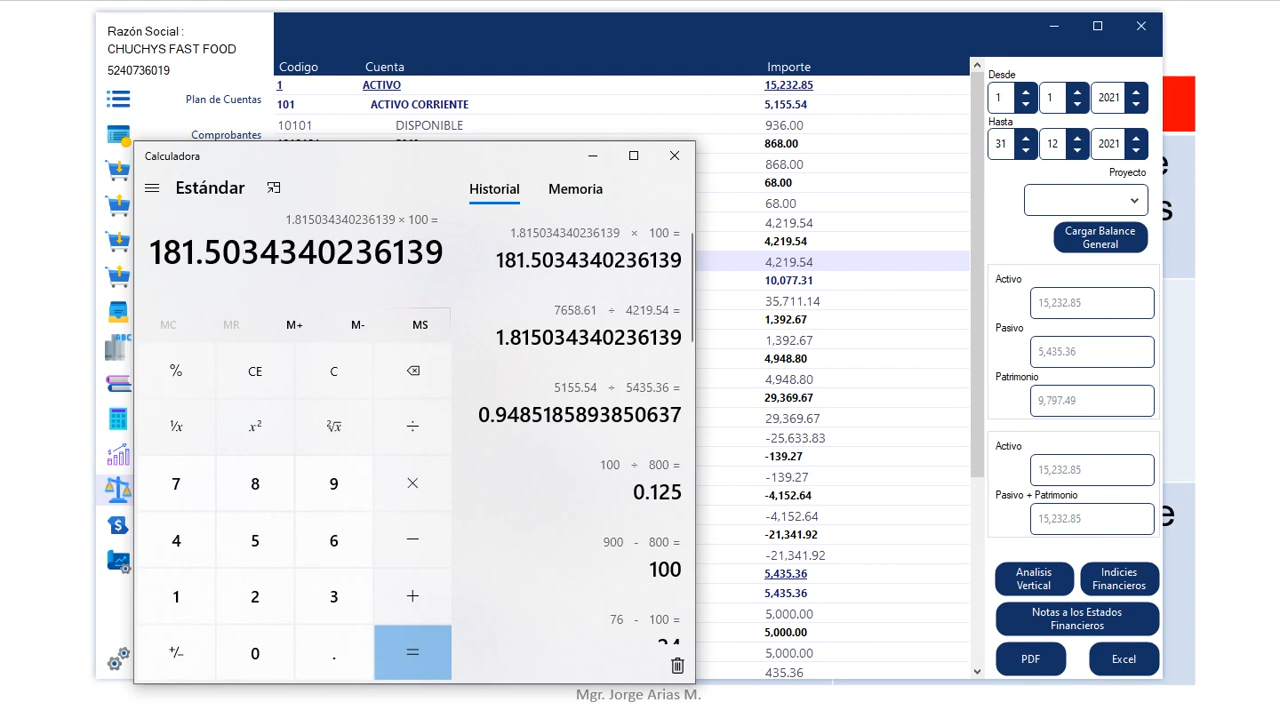 Razón Social :
CHUCHYS FAST FOOD
5240736019
Plan de Cuentas
Comprobantes
Codigo Cuenta Importe
1 ACTIVO 15,232.85
101 ACTIVO CORRIENTE 5,155.54
10101 DISPONIBLE 936.00
868.00
868.00
68.00
68.00
4,219.54
4,219.54
4,219.54
10,077.31
35,711.14
1,392.67
1,392.67
4,948.80
4,948.80
29,369.67
29,369.67
-25,633.83
-139.27
-139.27
-4,152.64
-4,152.64
-21,341.92
-21,341.92
5,435.36
5,435.36
5,000.00
5,000.00
5,000.00
435.36
Calculadora
Estándar
1.815034340236139 × 100 =
181.5034340236139
MC MR M+ M- MS
% CE C
¹/x x² ²√x ÷
7 8 9 ×
4 5 6 −
1 2 3 +
+/− 0 . =
Historial Memoria
1.815034340236139 × 100 =
181.5034340236139
7658.61 ÷ 4219.54 =
1.815034340236139
5155.54 ÷ 5435.36 =
0.9485185893850637
100 ÷ 800 =
0.125
900 - 800 =
100
76 - 100 =
Desde
1 1 2021
Hasta
31 12 2021
Proyecto
Cargar Balance
General
Activo
15,232.85
Pasivo
5,435.36
Patrimonio
9,797.49
Activo
15,232.85
Pasivo + Patrimonio
15,232.85
Analisis
Vertical
Indicies
Financieros
Notas a los Estados
Financieros
PDF Excel
Mgr. Jorge Arias M.